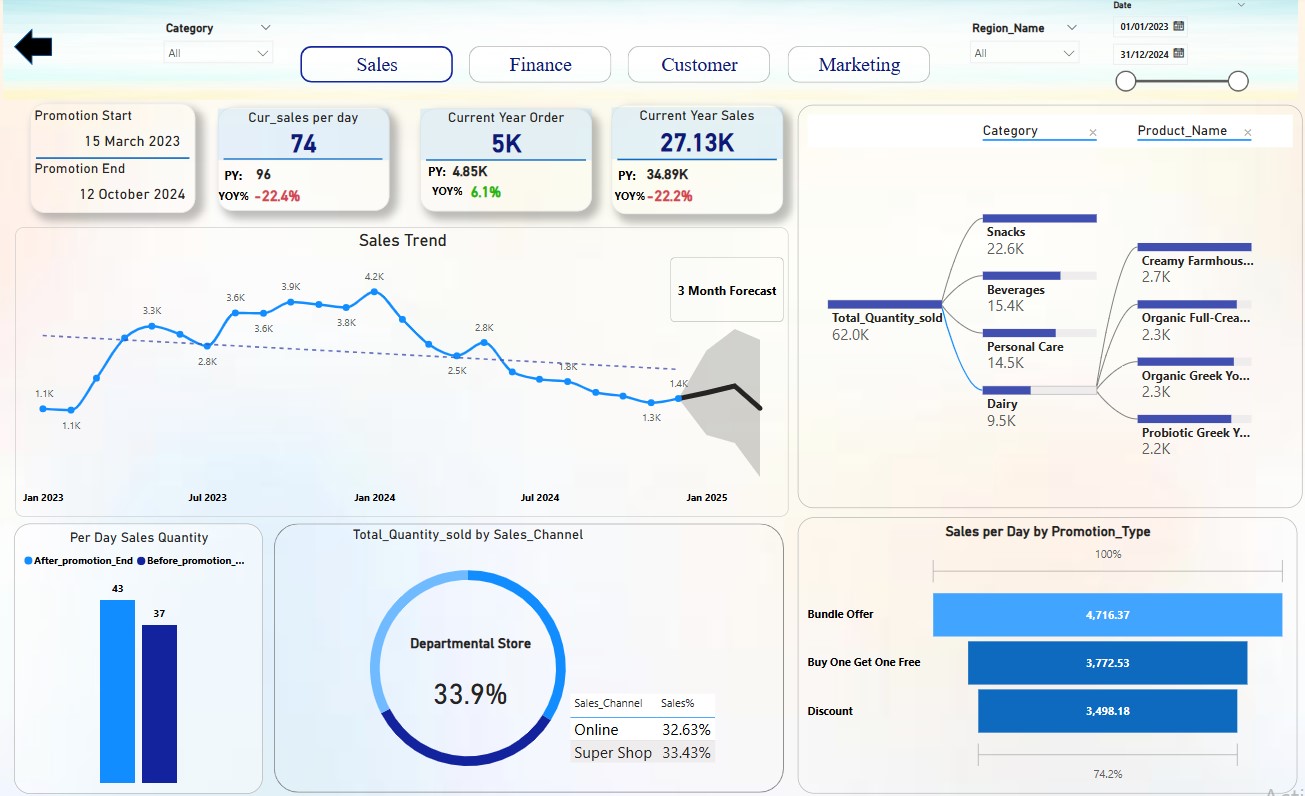 Category
All
Sales
Finance
Customer
Marketing
Region_Name
All
Date
01/01/2023
31/12/2024
Promotion Start
15 March 2023
Promotion End
12 October 2024
Cur_sales per day
74
PY: 96
YOY% -22.4%
Current Year Order
5K
PY: 4.85K
YOY% 6.1%
Current Year Sales
27.13K
PY: 34.89K
YOY% -22.2%
Sales Trend
3 Month Forecast
1.1K
1.1K
3.3K
2.8K
3.6K
3.6K
3.9K
3.8K
4.2K
2.5K
2.8K
1.8K
1.3K
1.4K
Jan 2023
Jul 2023
Jan 2024
Jul 2024
Jan 2025
Category ×
Product_Name ×
Total_Quantity_sold
62.0K
Snacks
22.6K
Beverages
15.4K
Personal Care
14.5K
Dairy
9.5K
Creamy Farmhous...
2.7K
Organic Full-Crea...
2.3K
Organic Greek Yo...
2.3K
Probiotic Greek Y...
2.2K
Per Day Sales Quantity
After_promotion_End
Before_promotion_...
43
37
Total_Quantity_sold by Sales_Channel
Departmental Store
33.9%
Sales_Channel Sales%
Online 32.63%
Super Shop 33.43%
Sales per Day by Promotion_Type
100%
Bundle Offer 4,716.37
Buy One Get One Free 3,772.53
Discount 3,498.18
74.2%